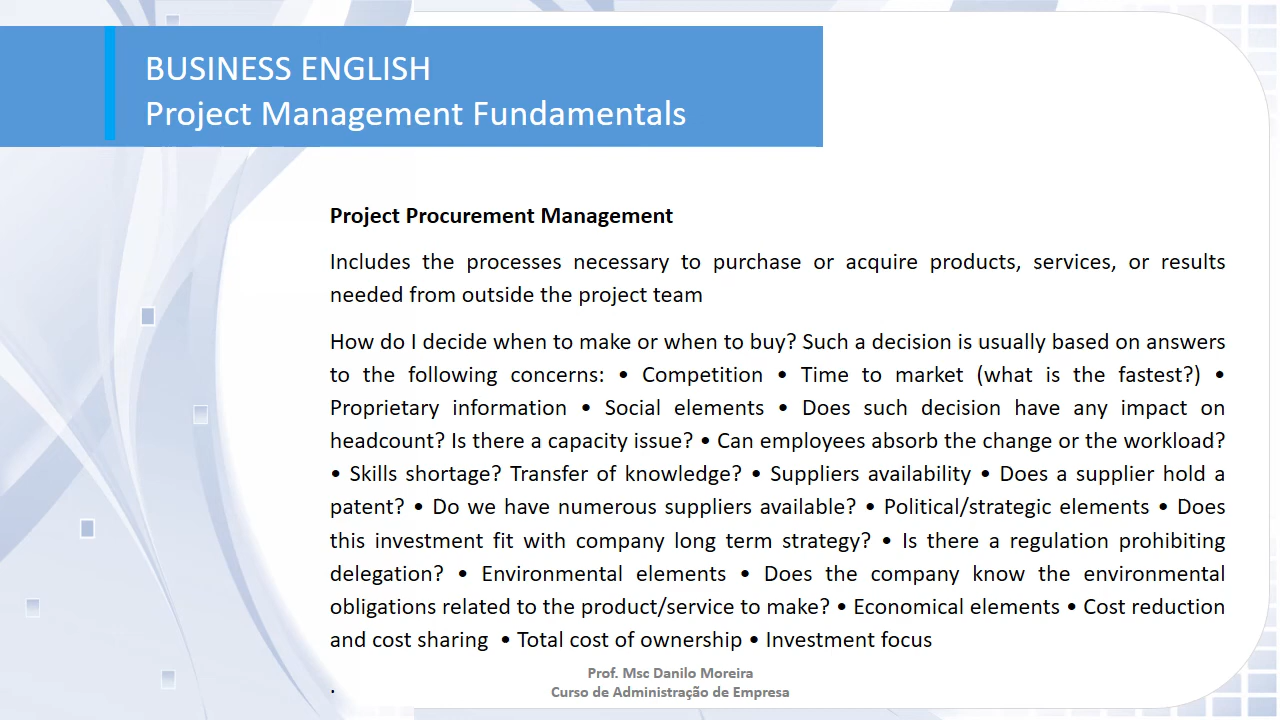 BUSINESS ENGLISH
Project Management Fundamentals
Project Procurement Management
Includes the processes necessary to purchase or acquire products, services, or results
needed from outside the project team
How do I decide when to make or when to buy? Such a decision is usually based on answers
to the following concerns: • Competition • Time to market (what is the fastest?) •
Proprietary information • Social elements • Does such decision have any impact on
headcount? Is there a capacity issue? • Can employees absorb the change or the workload?
• Skills shortage? Transfer of knowledge? • Suppliers availability • Does a supplier hold a
patent? • Do we have numerous suppliers available? • Political/strategic elements • Does
this investment fit with company long term strategy? • Is there a regulation prohibiting
delegation? • Environmental elements • Does the company know the environmental
obligations related to the product/service to make? • Economical elements • Cost reduction
and cost sharing • Total cost of ownership • Investment focus
.
Prof. Msc Danilo Moreira
Curso de Administração de Empresa